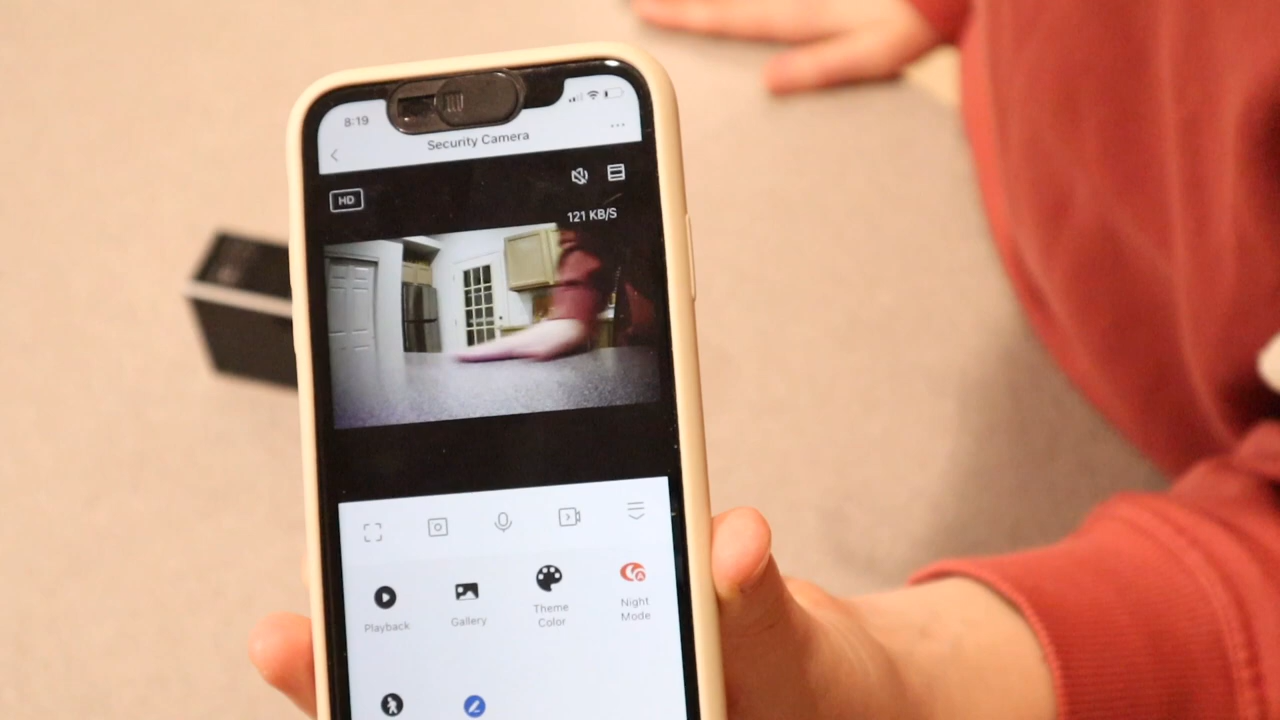 8:19
Security Camera
HD
121 KB/S
Playback
Gallery
Theme
Color
Night
Mode